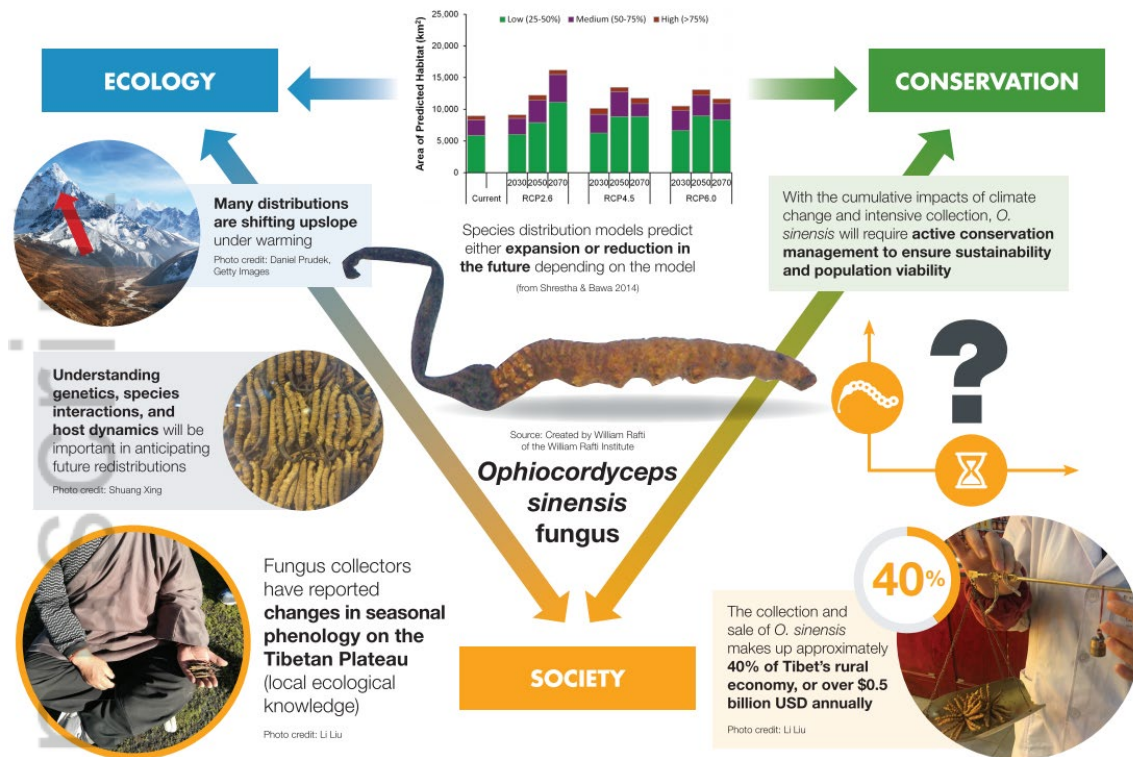 ECOLOGY
CONSERVATION
SOCIETY
Low (25-50%) Medium (50-75%) High (>75%)
Area of Predicted Habitat (km²)
25,000
20,000
15,000
10,000
5,000
0
2030 2050 2070 2030 2050 2070 2030 2050 2070
Current RCP2.6 RCP4.5 RCP6.0
Species distribution models predict
either expansion or reduction in
the future depending on the model
(from Shrestha & Bawa 2014)
Many distributions
are shifting upslope
under warming
Photo credit: Daniel Prudek,
Getty Images
With the cumulative impacts of climate
change and intensive collection, O.
sinensis will require active conservation
management to ensure sustainability
and population viability
Understanding
genetics, species
interactions, and
host dynamics will be
important in anticipating
future redistributions
Photo credit: Shuang Xing
Source: Created by William Rafti
of the William Rafti Institute
Ophiocordyceps
sinensis
fungus
?
Fungus collectors
have reported
changes in seasonal
phenology on the
Tibetan Plateau
(local ecological
knowledge)
Photo credit: Li Liu
40%
The collection and
sale of O. sinensis
makes up approximately
40% of Tibet's rural
economy, or over $0.5
billion USD annually
Photo credit: Li Liu